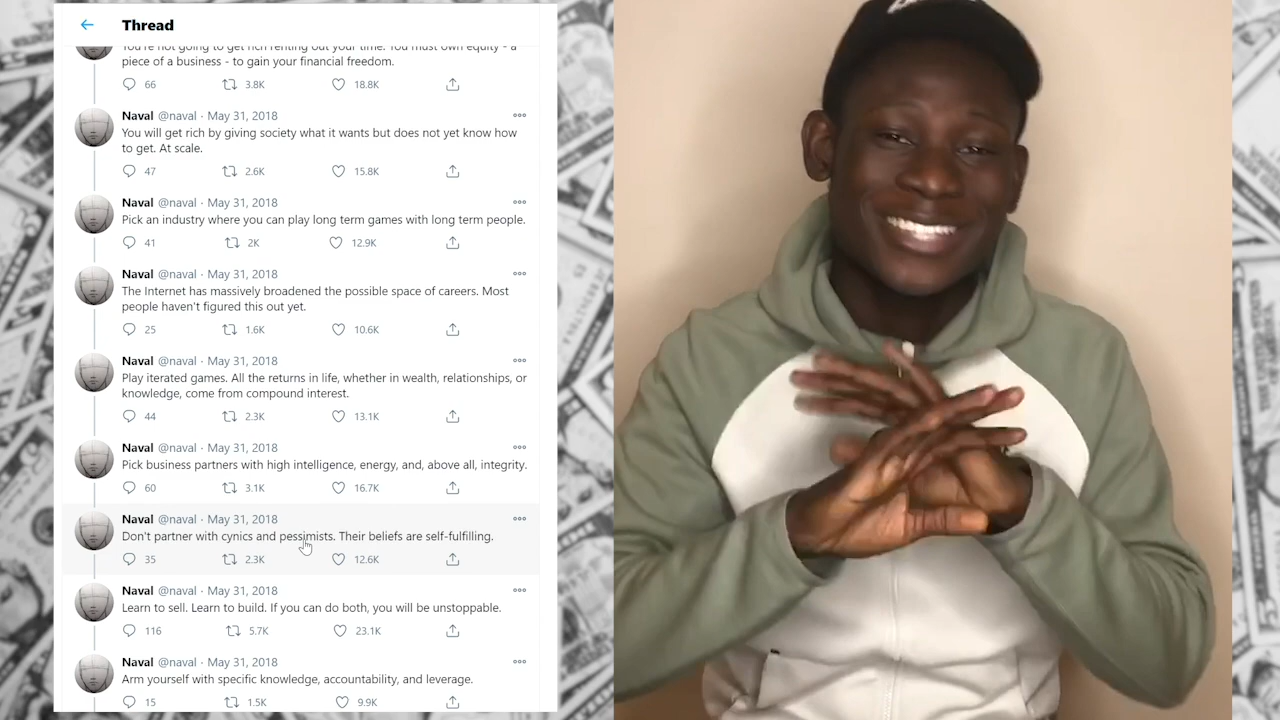 Thread
You're not going to get rich renting out your time. You must own equity - a
piece of a business - to gain your financial freedom.
66 3.8K 18.8K
Naval @naval · May 31, 2018
You will get rich by giving society what it wants but does not yet know how
to get. At scale.
47 2.6K 15.8K
Naval @naval · May 31, 2018
Pick an industry where you can play long term games with long term people.
41 2K 12.9K
Naval @naval · May 31, 2018
The Internet has massively broadened the possible space of careers. Most
people haven't figured this out yet.
25 1.6K 10.6K
Naval @naval · May 31, 2018
Play iterated games. All the returns in life, whether in wealth, relationships, or
knowledge, come from compound interest.
44 2.3K 13.1K
Naval @naval · May 31, 2018
Pick business partners with high intelligence, energy, and, above all, integrity.
60 3.1K 16.7K
Naval @naval · May 31, 2018
Don't partner with cynics and pessimists. Their beliefs are self-fulfilling.
35 2.3K 12.6K
Naval @naval · May 31, 2018
Learn to sell. Learn to build. If you can do both, you will be unstoppable.
116 5.7K 23.1K
Naval @naval · May 31, 2018
Arm yourself with specific knowledge, accountability, and leverage.
15 1.5K 9.9K